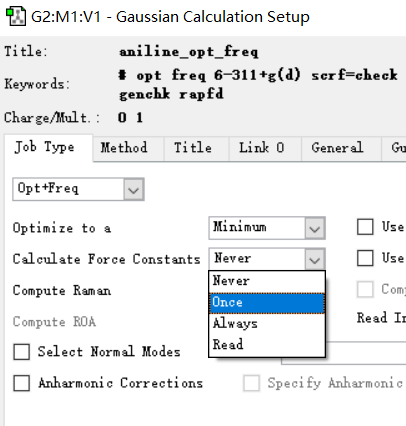 G2:M1:V1 - Gaussian Calculation Setup
Title: aniline_opt_freq
Keywords: # opt freq 6-311+g(d) scrf=check
genchk rapfd
Charge/Mult.: 0 1
Job Type Method Title Link 0 General Gu
Opt+Freq
Optimize to a Minimum Use
Calculate Force Constants Never Use
Never
Compute Raman Once Comp
Always
Compute ROA Read In
Read
Select Normal Modes
Anharmonic Corrections Specify Anharmonic